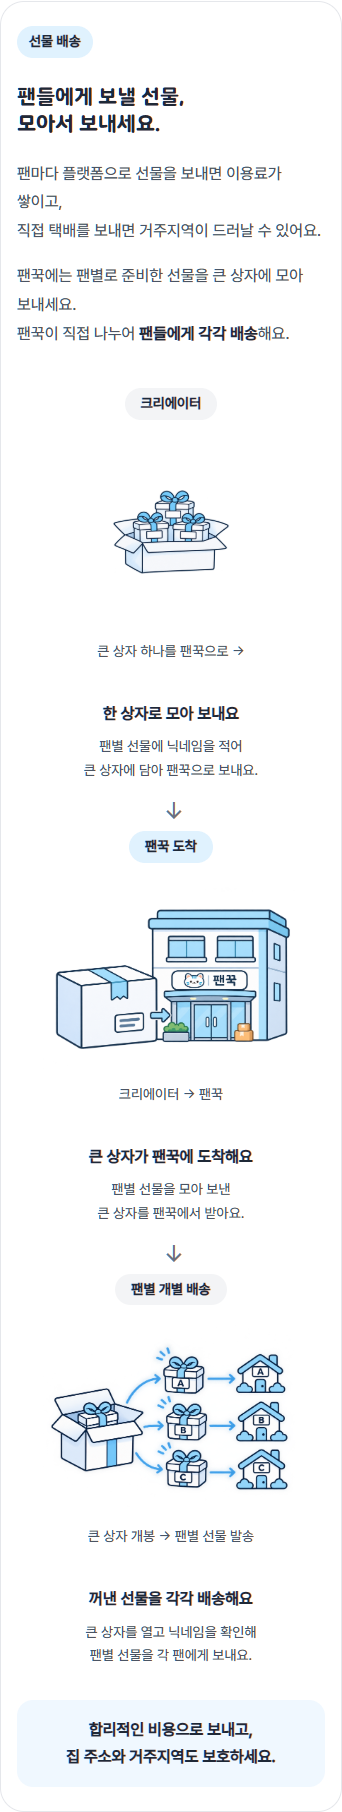 선물 배송
팬들에게 보낼 선물,
모아서 보내세요.
팬마다 플랫폼으로 선물을 보내면 이용료가
쌓이고,
직접 택배를 보내면 거주지역이 드러날 수 있어요.
팬꾹에는 팬별로 준비한 선물을 큰 상자에 모아
보내세요.
팬꾹이 직접 나누어 팬들에게 각각 배송해요.
크리에이터
큰 상자 하나를 팬꾹으로 →
한 상자로 모아 보내요
팬별 선물에 닉네임을 적어
큰 상자에 담아 팬꾹으로 보내요.
↓
팬꾹 도착
팬꾹
크리에이터 → 팬꾹
큰 상자가 팬꾹에 도착해요
팬별 선물을 모아 보낸
큰 상자를 팬꾹에서 받아요.
↓
팬별 개별 배송
A A
B B
C C
큰 상자 개봉 → 팬별 선물 발송
꺼낸 선물을 각각 배송해요
큰 상자를 열고 닉네임을 확인해
팬별 선물을 각 팬에게 보내요.
합리적인 비용으로 보내고,
집 주소와 거주지역도 보호하세요.